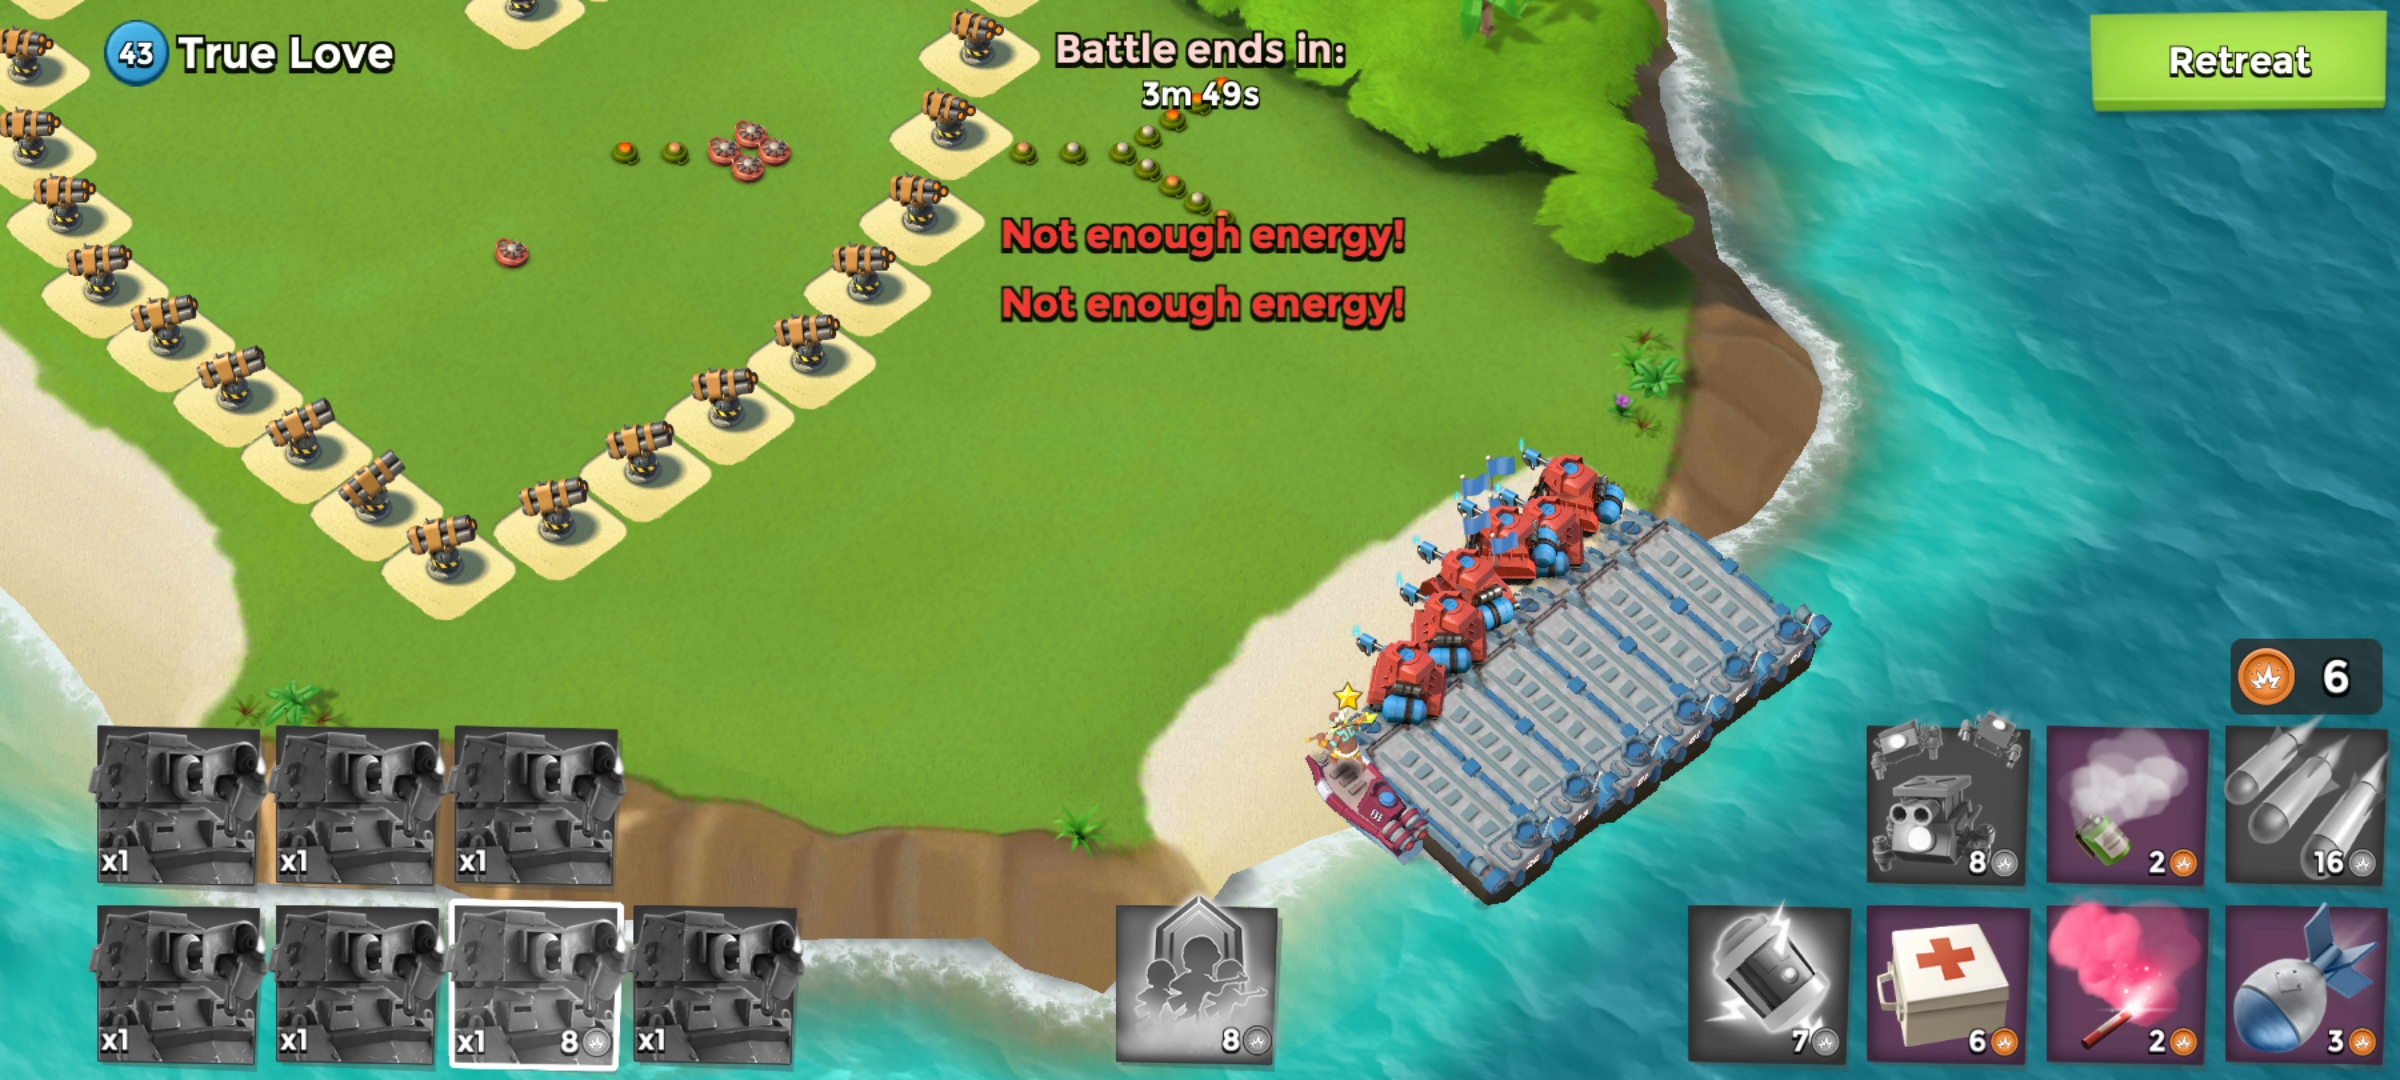 43 True Love
Battle ends in:
3m 49s
Retreat
Not enough energy!
Not enough energy!
6
x1
x1
x1
8
2
16
x1
x1
x1 8
x1
8
7
6
2
3